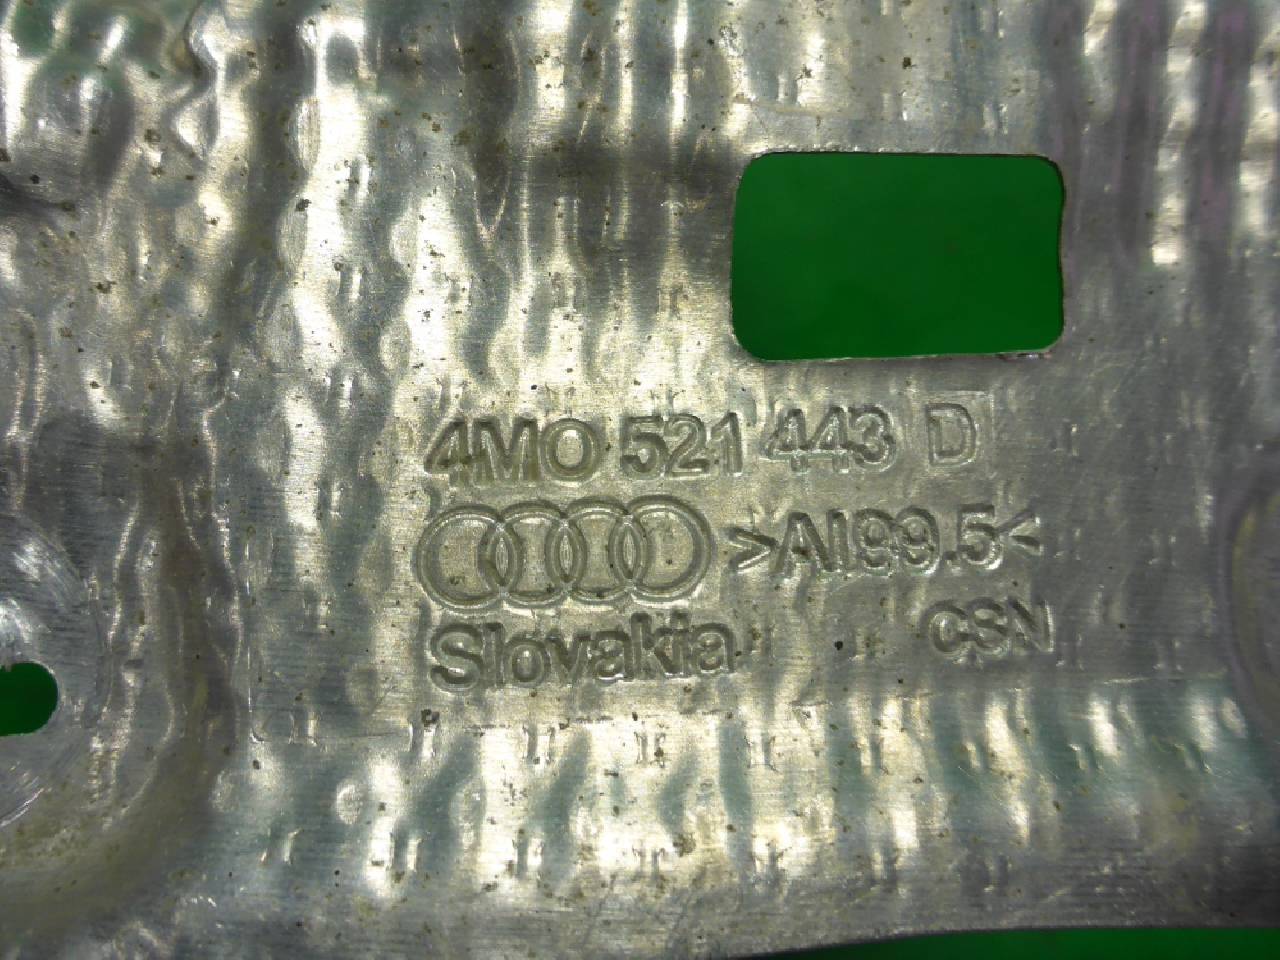 4M0 521 443 D
>Al99.5<
Slovakia CSN